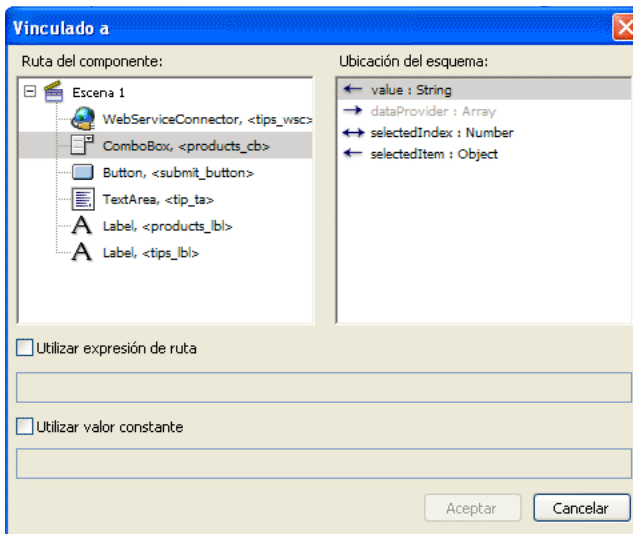 Vinculado a
Ruta del componente:
Escena 1
WebServiceConnector, <tips_wsc>
ComboBox, <products_cb>
Button, <submit_button>
TextArea, <tip_ta>
Label, <products_lbl>
Label, <tips_lbl>
Ubicación del esquema:
value : String
dataProvider : Array
selectedIndex : Number
selectedItem : Object
Utilizar expresión de ruta
Utilizar valor constante
Aceptar
Cancelar